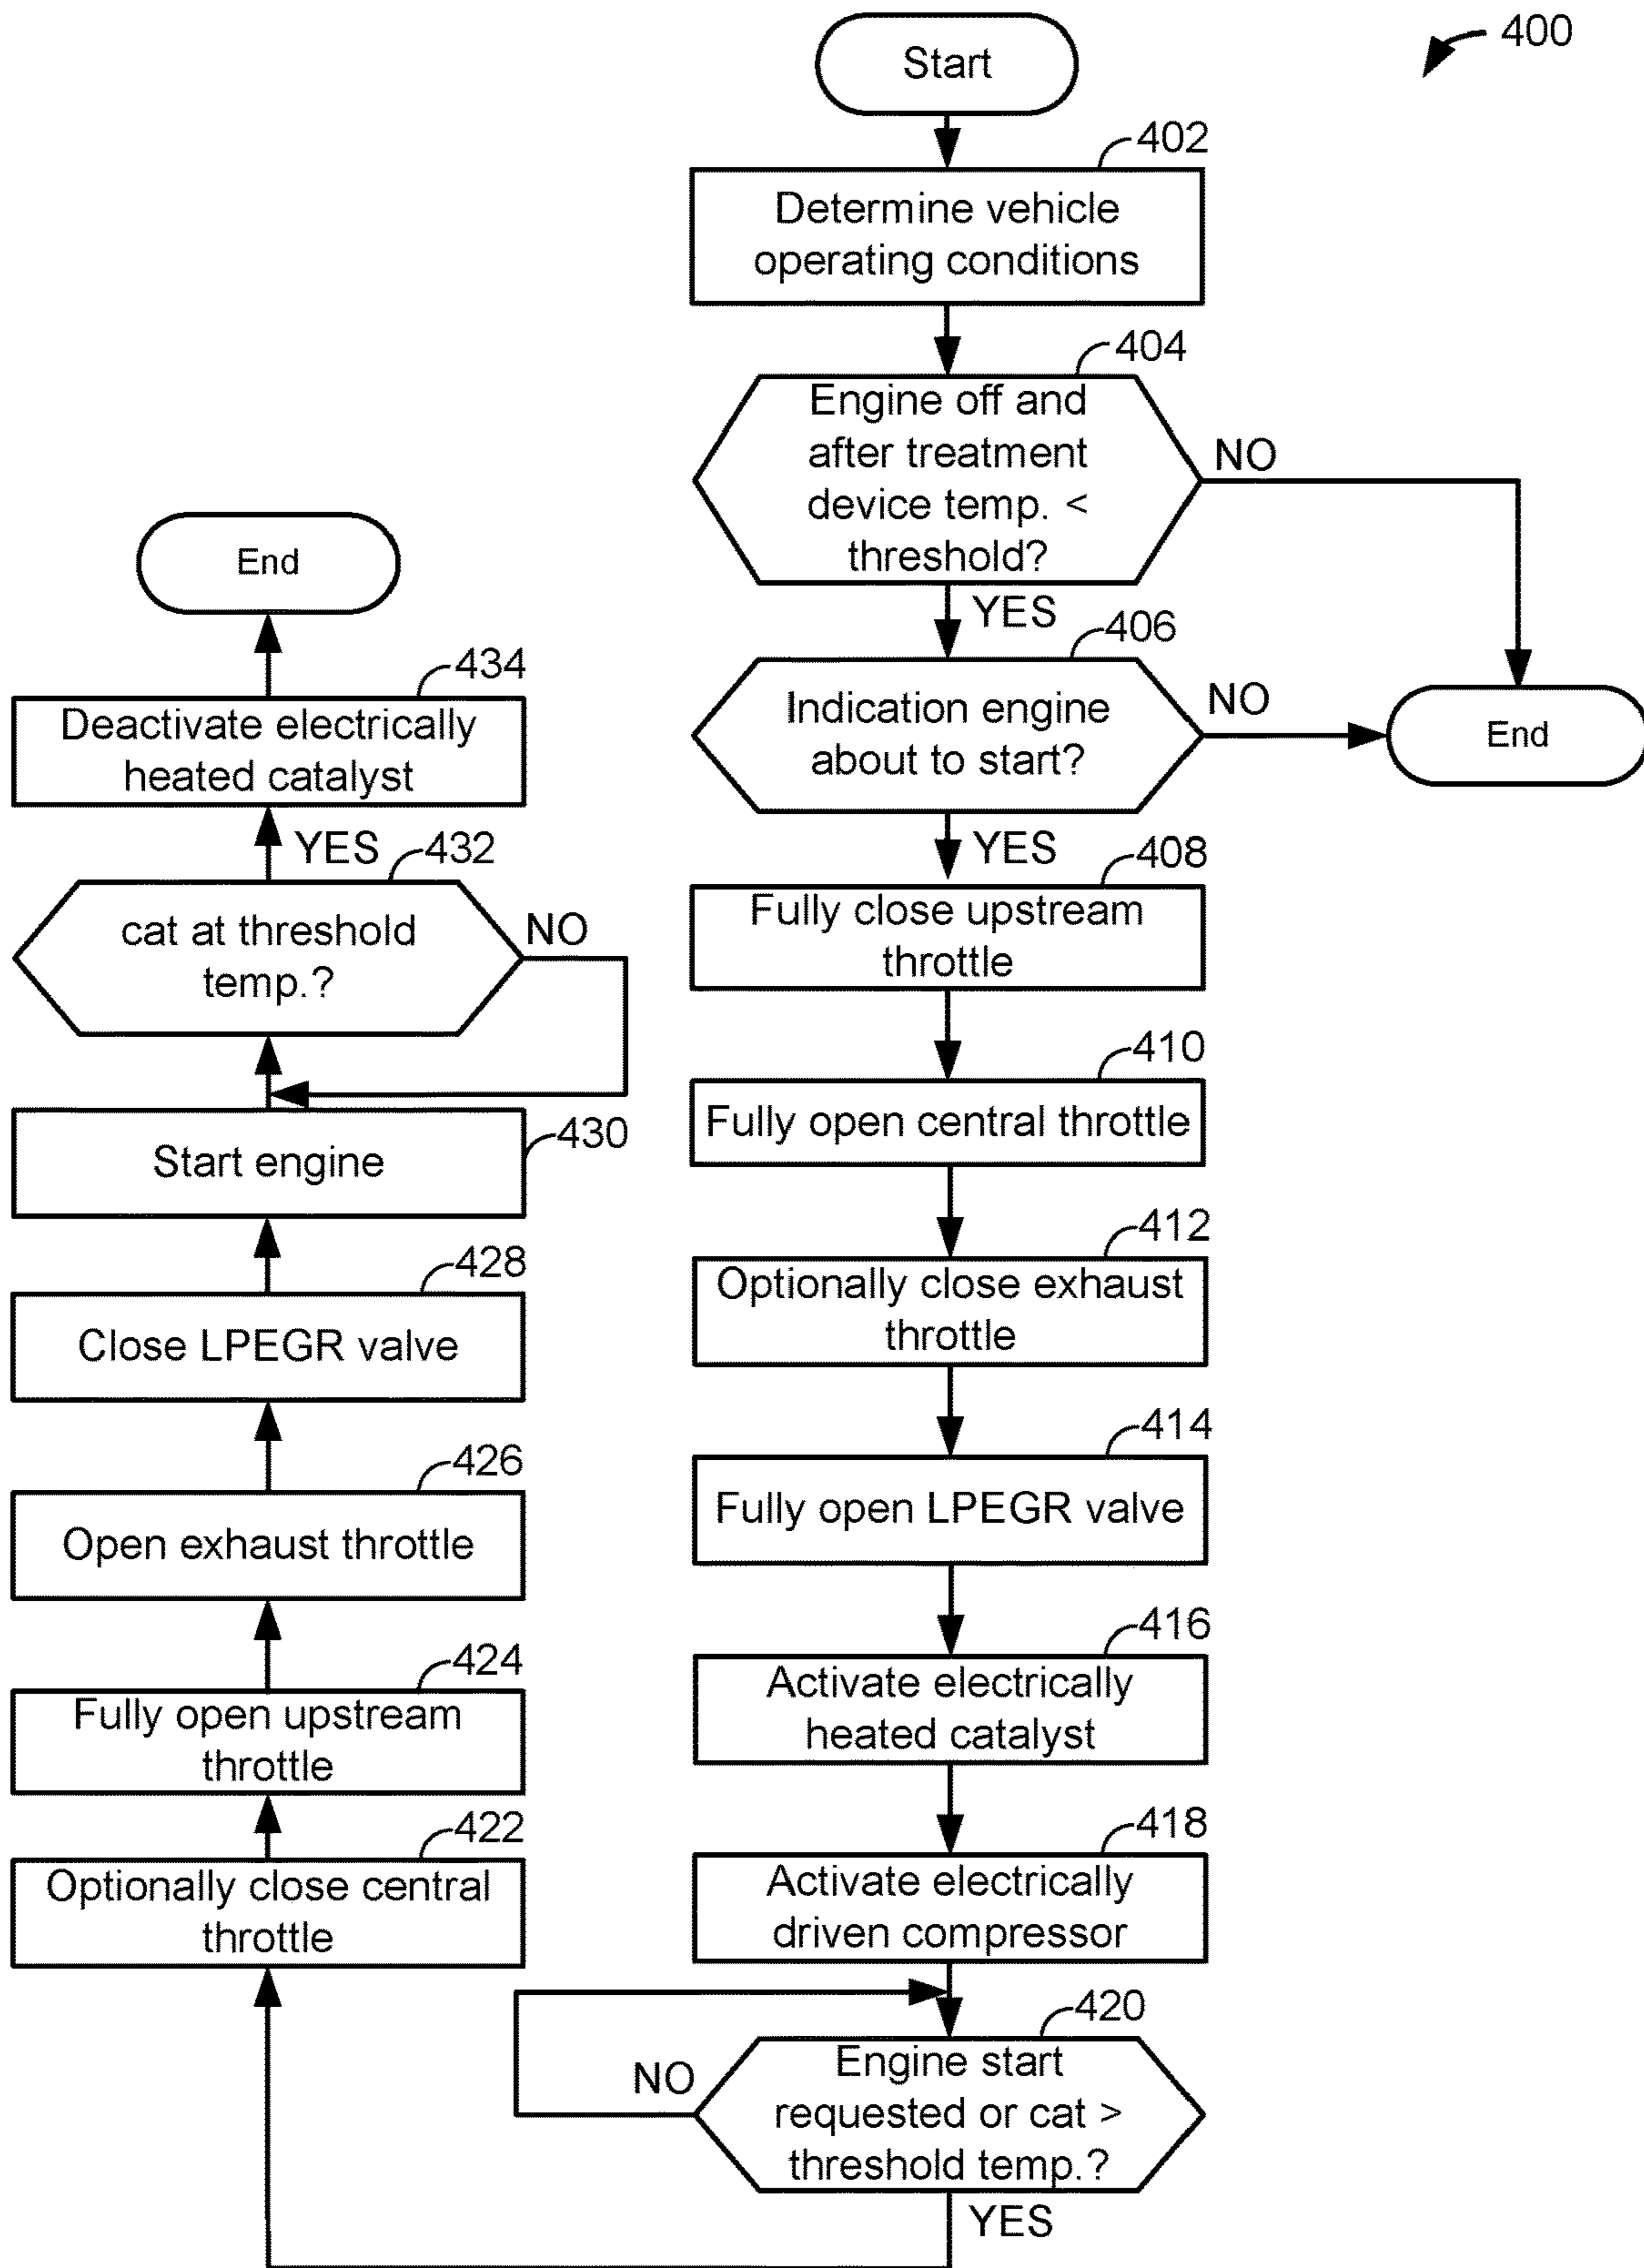 400
Start
402
Determine vehicle
operating conditions
404
Engine off and
after treatment
device temp. <
threshold?
NO
YES
406
Indication engine
about to start?
NO
End
YES
408
Fully close upstream
throttle
410
Fully open central throttle
412
Optionally close exhaust
throttle
414
Fully open LPEGR valve
416
Activate electrically
heated catalyst
418
Activate electrically
driven compressor
420
Engine start
requested or cat >
threshold temp.?
NO
YES
422
Optionally close central
throttle
424
Fully open upstream
throttle
426
Open exhaust throttle
428
Close LPEGR valve
430
Start engine
432
cat at threshold
temp.?
NO
YES
434
Deactivate electrically
heated catalyst
End